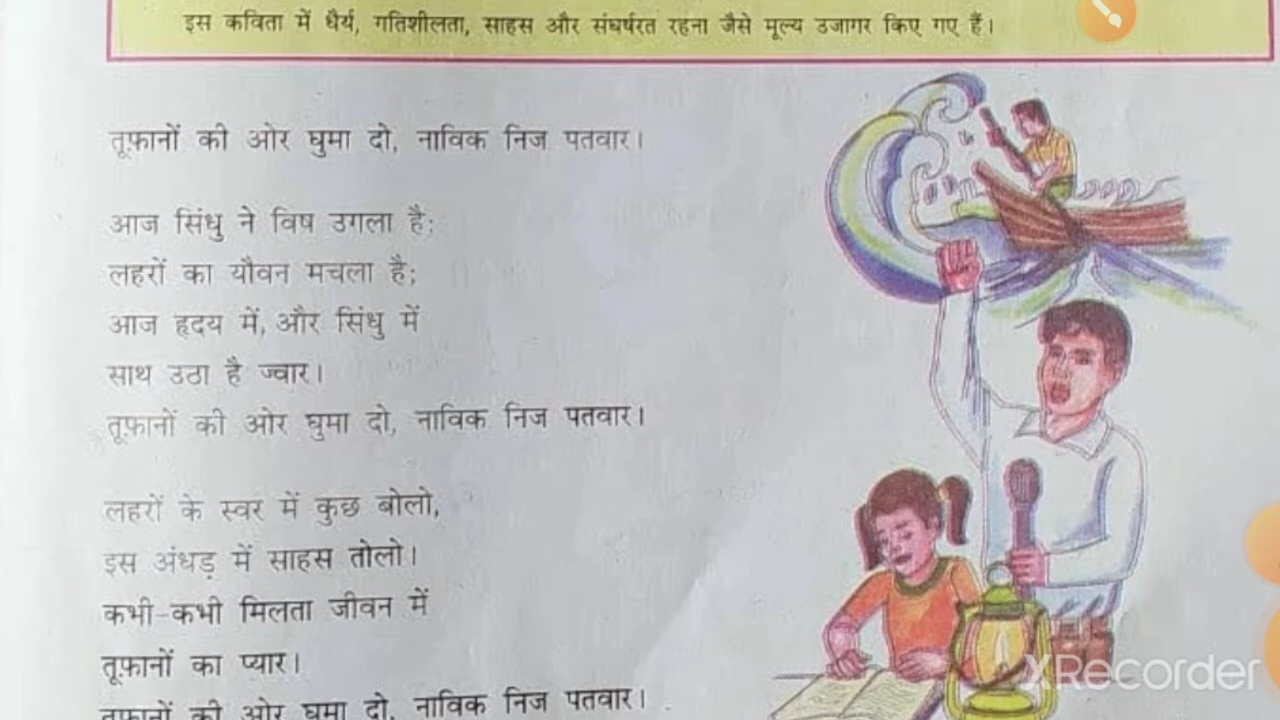 इस कविता में धैर्य, गतिशीलता, साहस और संघर्षरत रहना जैसे मूल्य उजागर किए गए हैं।
तूफ़ानों की ओर घुमा दो, नाविक निज पतवार।
आज सिंधु ने विष उगला है;
लहरों का यौवन मचला है;
आज हृदय में, और सिंधु में
साथ उठा है ज्वार।
तूफ़ानों की ओर घुमा दो, नाविक निज पतवार।
लहरों के स्वर में कुछ बोलो,
इस अंधड़ में साहस तोलो।
कभी-कभी मिलता जीवन में
तूफ़ानों का प्यार।
तूफ़ानों की ओर घुमा दो, नाविक निज पतवार।
XRecorder